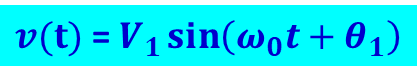 v(t) = V₁ sin(ω₀t + θ₁)